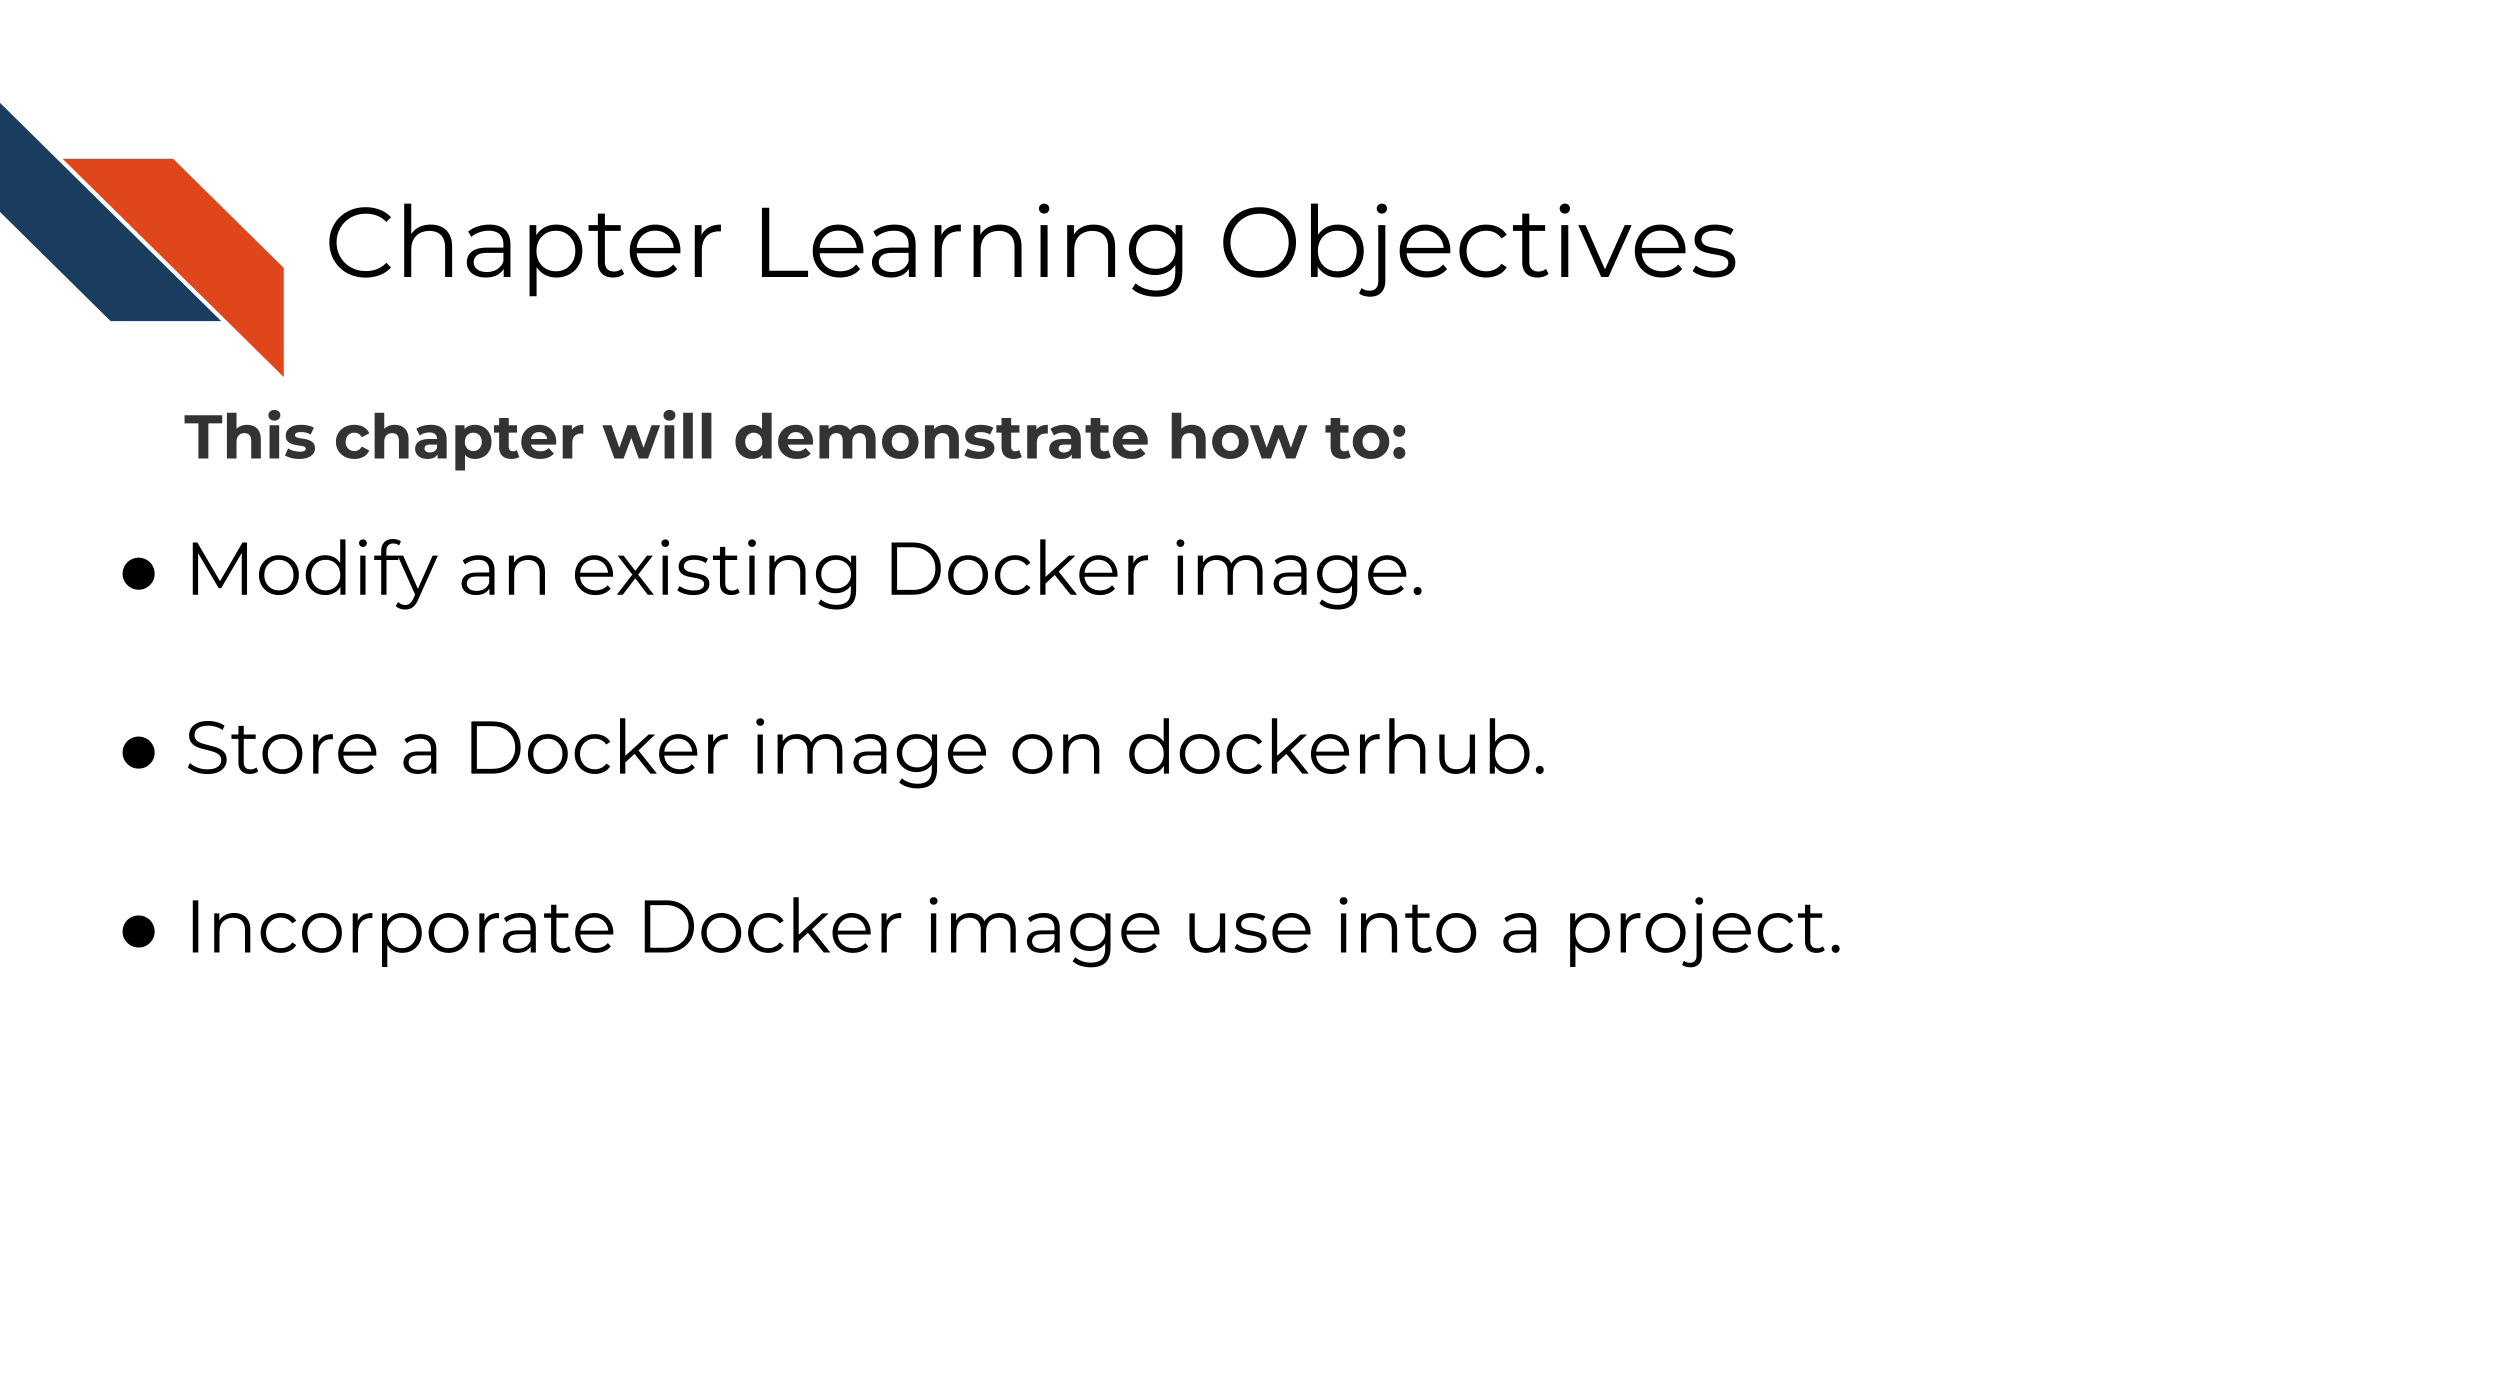 Chapter Learning Objectives
This chapter will demonstrate how to:
● Modify an existing Docker image.
● Store a Docker image on dockerhub.
● Incorporate Docker image use into a project.